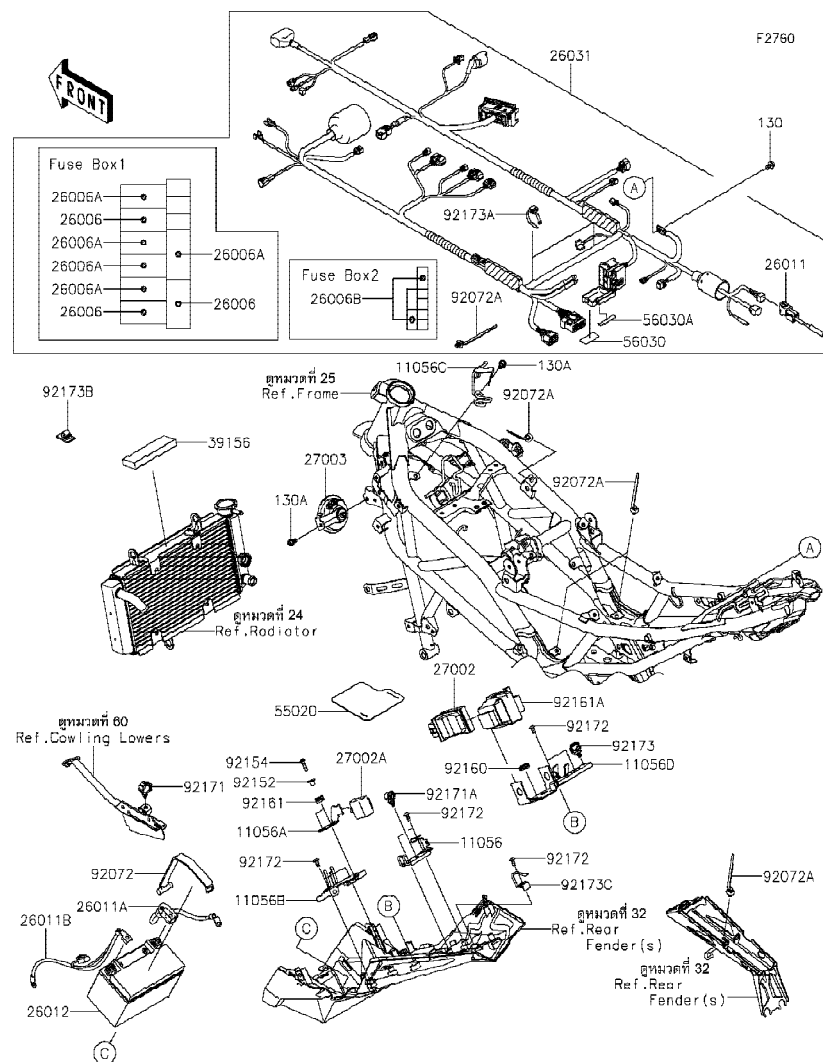 F2760
26031
FRONT
130
Fuse Box1
26006A
26006
26006A
26006A
26006A
26006
26006A
26006
A
92173A
Fuse Box2
26006B
92072A
26011
56030A
56030
ดูหมวดที่ 25
Ref.Frame
11056C
130A
92072A
92173B
39156
27003
130A
92072A
A
ดูหมวดที่ 24
Ref.Radiator
27002
55020
92161A
92172
ดูหมวดที่ 60
Ref.Cowling Lowers
92154
27002A
92160
92173
11056D
92171
92152
92161
92171A
92172
B
11056A
11056
92172
92172
92072
92173C
92072A
11056B
B
26011A
C
26011B
ดูหมวดที่ 32
Ref.Rear
Fender(s)
ดูหมวดที่ 32
Ref.Rear
Fender(s)
26012
C